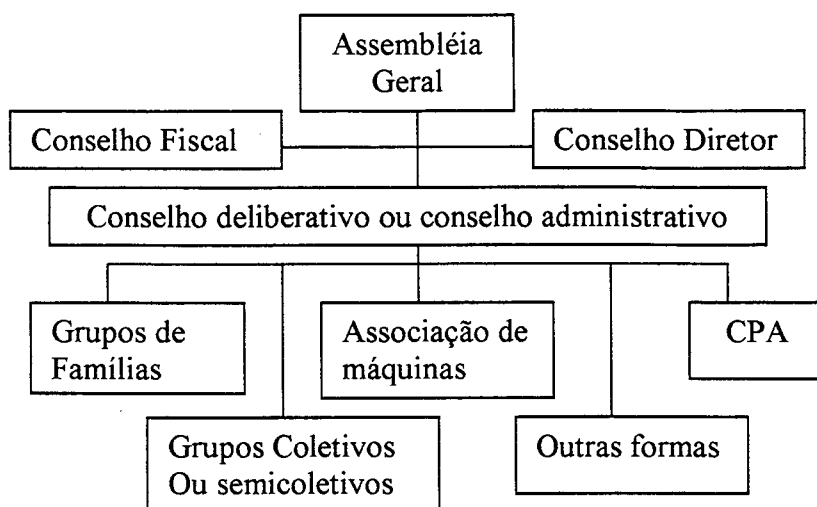 Assembléia
Geral
Conselho Fiscal
Conselho Diretor
Conselho deliberativo ou conselho administrativo
Grupos de
Famílias
Associação de
máquinas
CPA
Grupos Coletivos
Ou semicoletivos
Outras formas